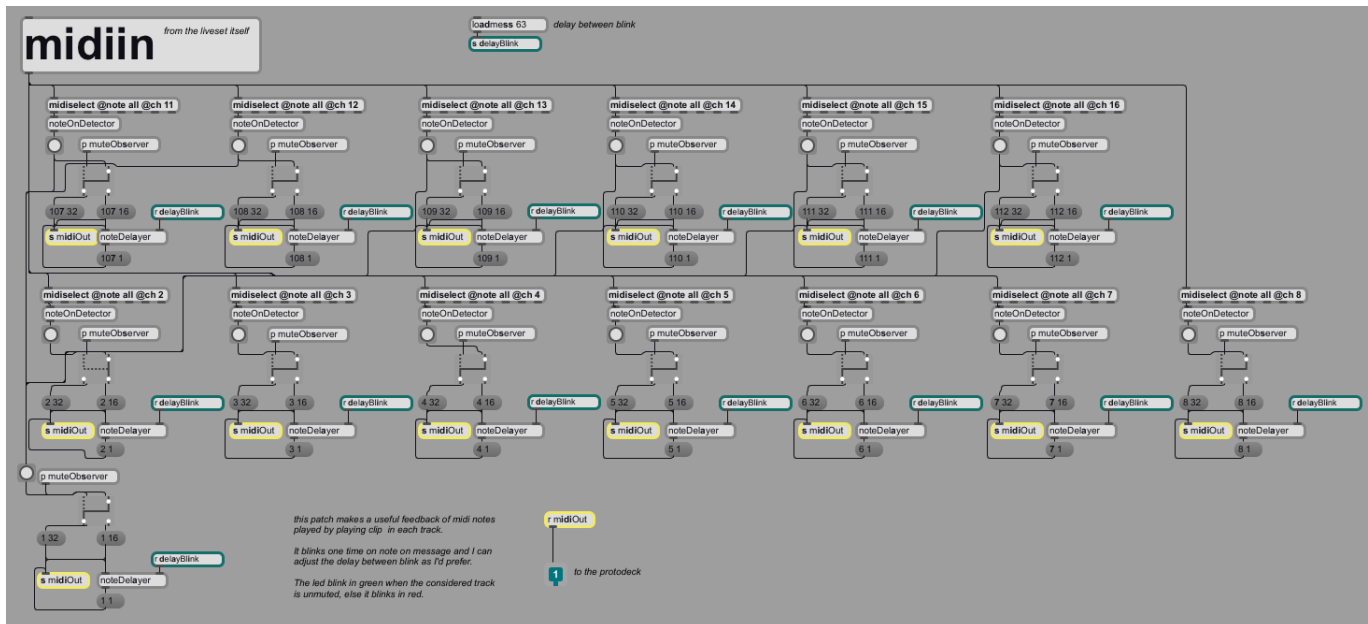 midiin from the liveset itself
loadmess 63 delay between blink
s delayBlink
midiselect @note all @ch 11 midiselect @note all @ch 12 midiselect @note all @ch 13 midiselect @note all @ch 14 midiselect @note all @ch 15 midiselect @note all @ch 16
noteOnDetector noteOnDetector noteOnDetector noteOnDetector noteOnDetector noteOnDetector
p muteObserver p muteObserver p muteObserver p muteObserver p muteObserver p muteObserver
107 32 107 16 r delayBlink 108 32 108 16 r delayBlink 109 32 109 16 r delayBlink 110 32 110 16 r delayBlink 111 32 111 16 r delayBlink 112 32 112 16 r delayBlink
s midiOut noteDelayer s midiOut noteDelayer s midiOut noteDelayer s midiOut noteDelayer s midiOut noteDelayer s midiOut noteDelayer
107 1 108 1 109 1 110 1 111 1 112 1
midiselect @note all @ch 2 midiselect @note all @ch 3 midiselect @note all @ch 4 midiselect @note all @ch 5 midiselect @note all @ch 6 midiselect @note all @ch 7 midiselect @note all @ch 8
noteOnDetector noteOnDetector noteOnDetector noteOnDetector noteOnDetector noteOnDetector noteOnDetector
p muteObserver p muteObserver p muteObserver p muteObserver p muteObserver p muteObserver p muteObserver
2 32 2 16 r delayBlink 3 32 3 16 r delayBlink 4 32 4 16 r delayBlink 5 32 5 16 r delayBlink 6 32 6 16 r delayBlink 7 32 7 16 r delayBlink 8 32 8 16 r delayBlink
s midiOut noteDelayer s midiOut noteDelayer s midiOut noteDelayer s midiOut noteDelayer s midiOut noteDelayer s midiOut noteDelayer s midiOut noteDelayer
2 1 3 1 4 1 5 1 6 1 7 1 8 1
p muteObserver
1 32 1 16
r delayBlink
s midiOut noteDelayer
1 1
this patch makes a useful feedback of midi notes
played by playing clip in each track.
It blinks one time on note on message and I can
adjust the delay between blink as I'd prefer.
The led blink in green when the considered track
is unmuted, else it blinks in red.
r midiOut
1 to the protodeck